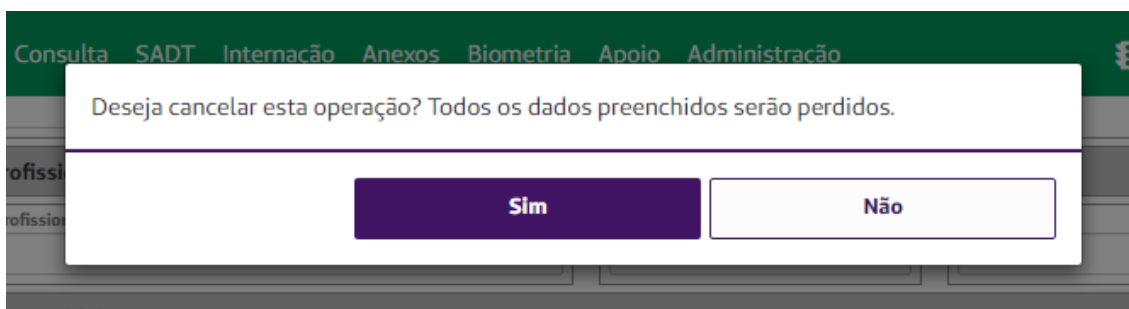 Consulta SADT Internação Anexos Biometria Apoio Administração
Deseja cancelar esta operação? Todos os dados preenchidos serão perdidos.
Sim Não